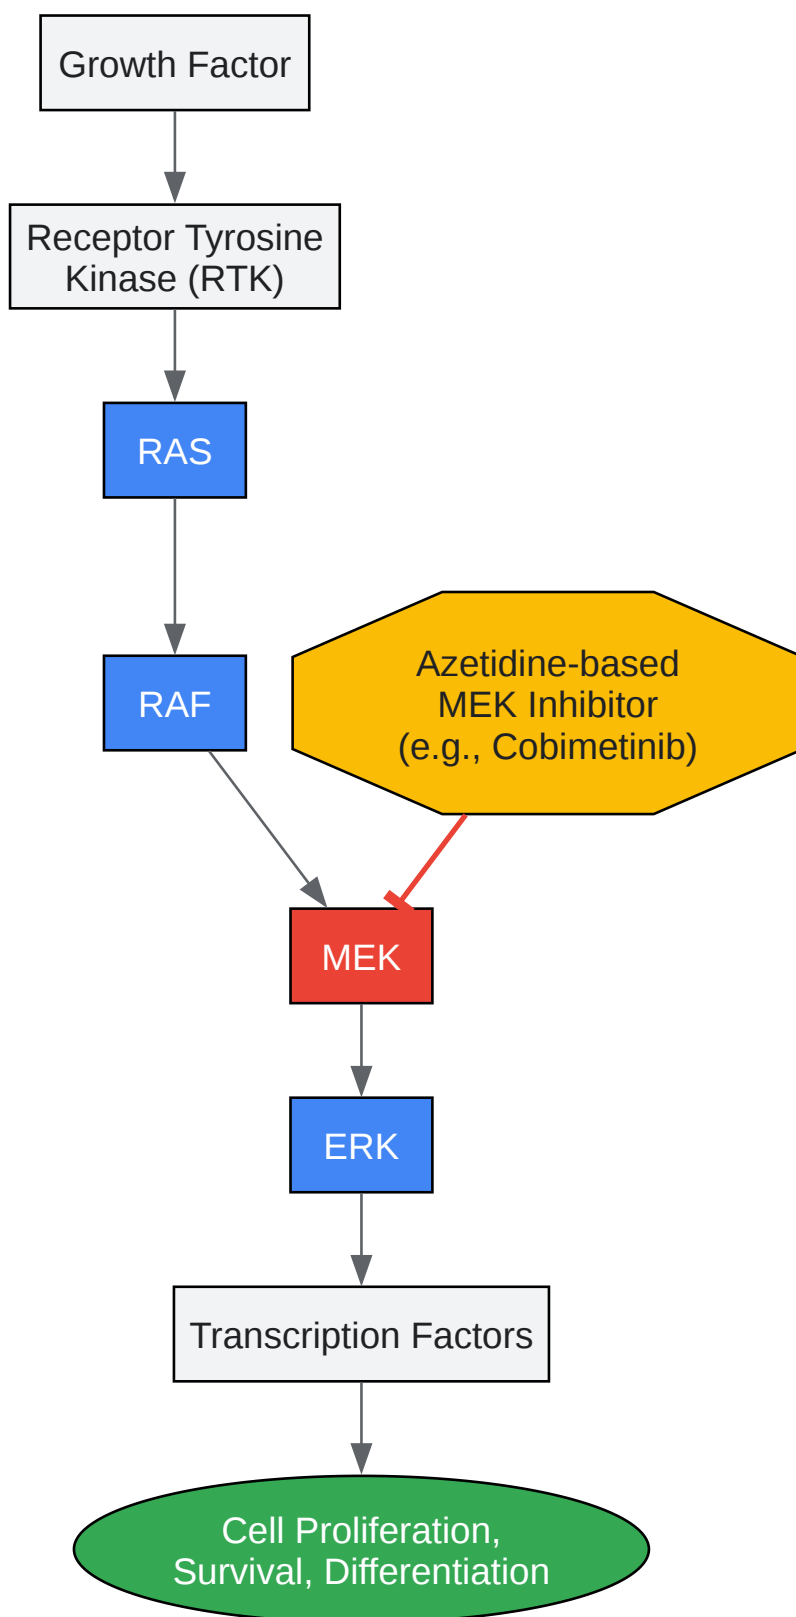 Growth Factor
Receptor Tyrosine
Kinase (RTK)
RAS
RAF
Azetidine-based
MEK Inhibitor
(e.g., Cobimetinib)
MEK
ERK
Transcription Factors
Cell Proliferation,
Survival, Differentiation